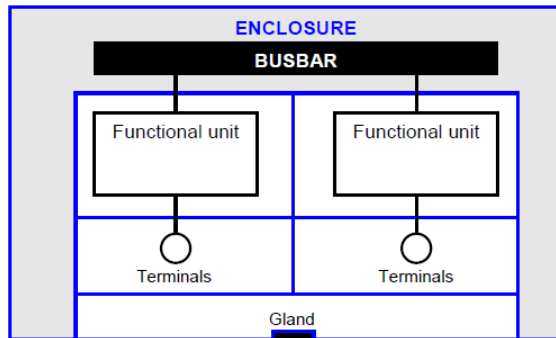 ENCLOSURE
BUSBAR
Functional unit
Functional unit
Terminals
Terminals
Gland